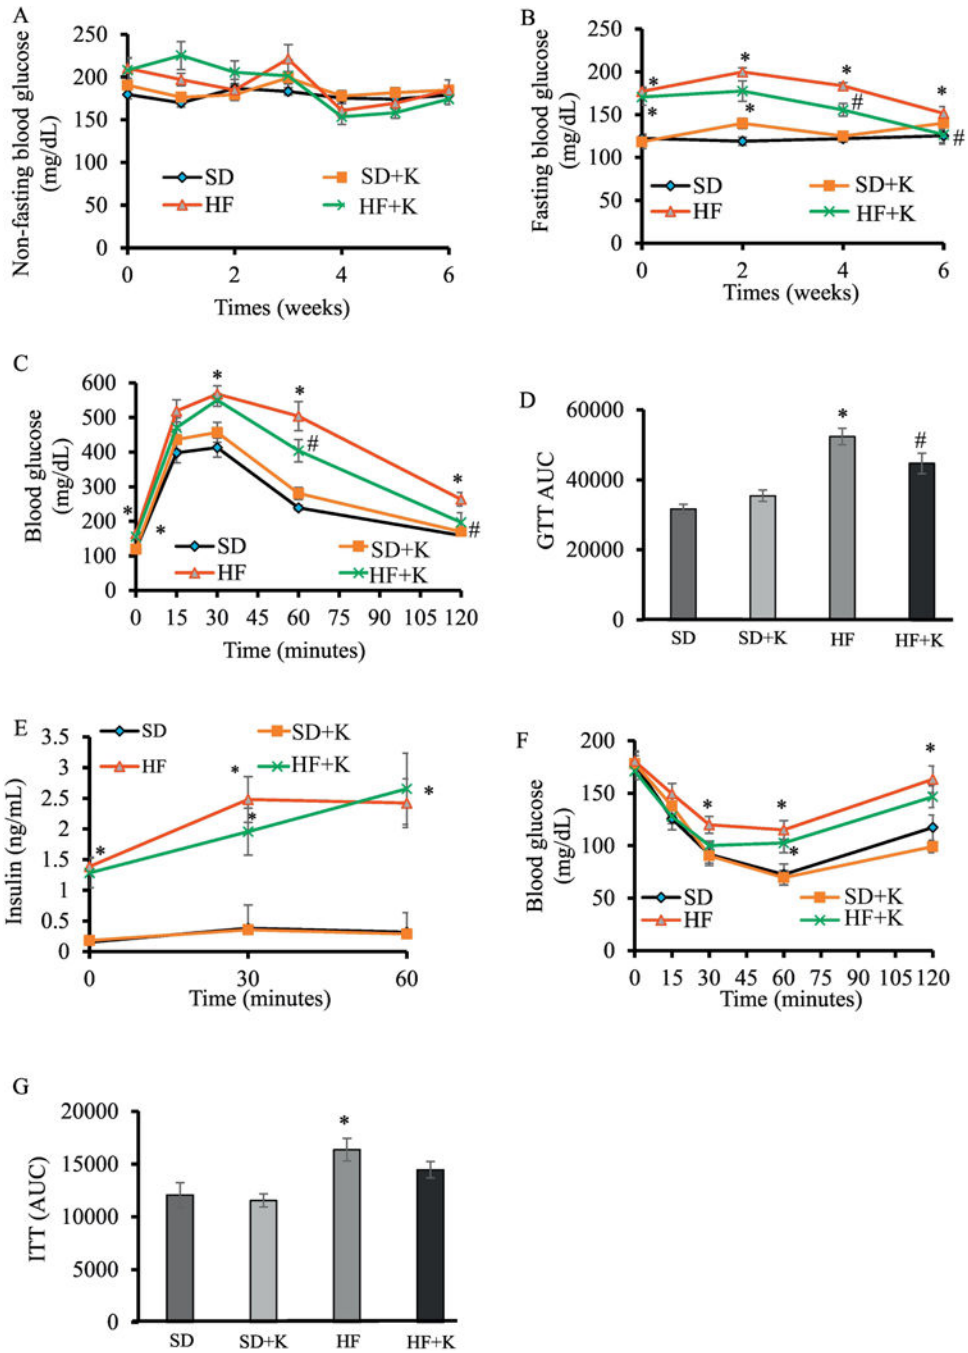 A
Non-fasting blood glucose
(mg/dL)
250
200
150
100
50
0
SD
SD+K
HF
HF+K
0
2
4
6
Times (weeks)
B
Fasting blood glucose
(mg/dL)
250
200
150
100
50
0
* * * *
* * # #
SD
SD+K
HF
HF+K
0
2
4
6
Times (weeks)
C
Blood glucose
(mg/dL)
600
500
400
300
200
100
0
* * * # * * #
SD
SD+K
HF
HF+K
0 15 30 45 60 75 90 105 120
Time (minutes)
D
GTT AUC
60000
40000
20000
0
* #
SD SD+K HF HF+K
E
SD
SD+K
HF
HF+K
Insulin (ng/mL)
3.5
3
2.5
2
1.5
1
0.5
0
* * * *
0 30 60
Time (minutes)
F
Blood glucose
(mg/dL)
200
150
100
50
0
* * * *
SD
SD+K
HF
HF+K
0 15 30 45 60 75 90 105 120
Time (minutes)
G
ITT (AUC)
20000
15000
10000
5000
0
*
SD SD+K HF HF+K